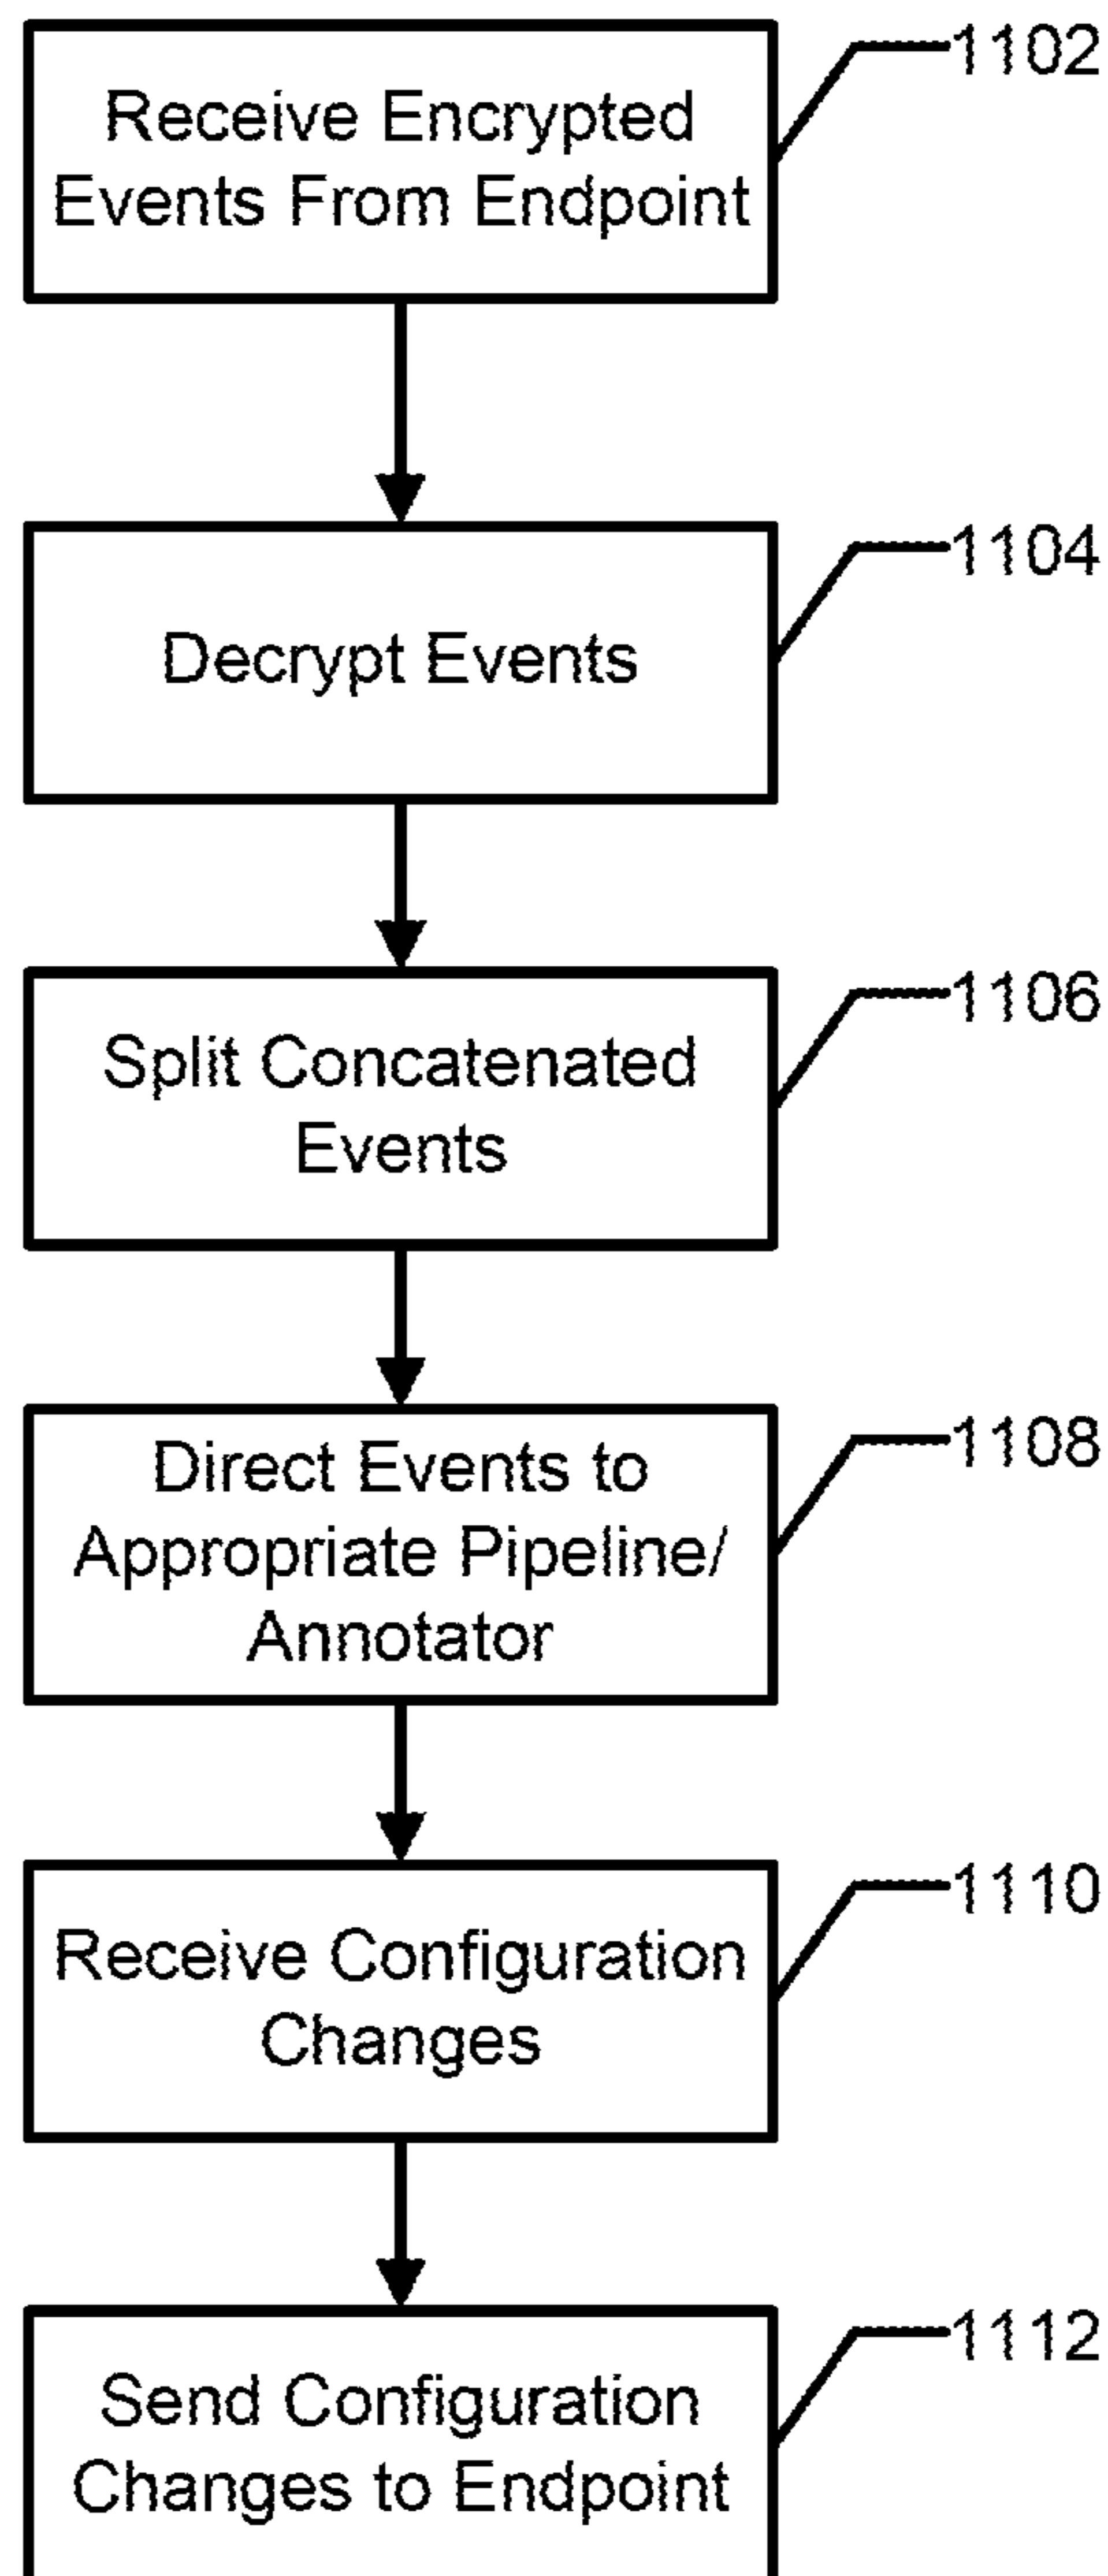 1102
Receive Encrypted
Events From Endpoint
1104
Decrypt Events
1106
Split Concatenated
Events
1108
Direct Events to
Appropriate Pipeline/
Annotator
1110
Receive Configuration
Changes
1112
Send Configuration
Changes to Endpoint